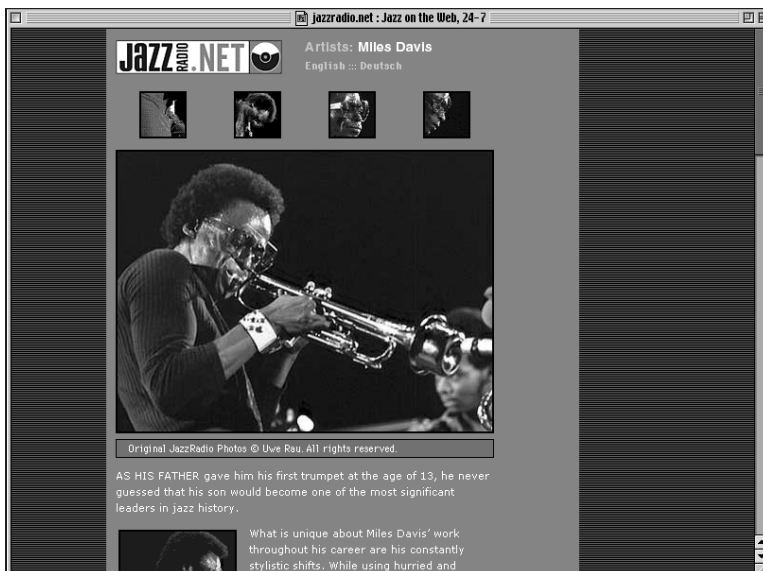 jazzradio.net : Jazz on the Web, 24-7
JAZZ RADIO .NET
Artists: Miles Davis
English ::: Deutsch
Original JazzRadio Photos © Uwe Rau. All rights reserved.
AS HIS FATHER gave him his first trumpet at the age of 13, he never
guessed that his son would become one of the most significant
leaders in jazz history.
What is unique about Miles Davis' work
throughout his career are his constantly
stylistic shifts. While using hurried and